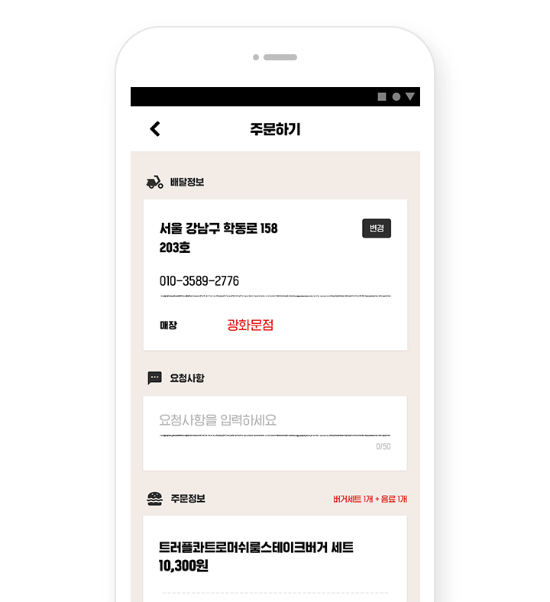 주문하기
배달정보
서울 강남구 학동로 158
203호
변경
010-3589-2776
매장 광화문점
요청사항
요청사항을 입력하세요
0/50
주문정보
버거세트 1개 + 음료 1개
트러플콰트로머쉬룸스테이크버거 세트
10,300원